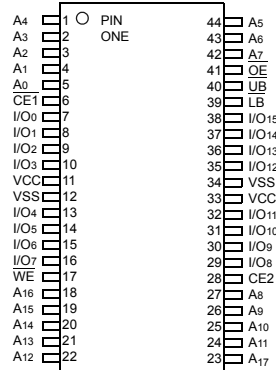 A4 1 PIN 44 A5
A3 2 ONE 43 A6
A2 3 42 A7
A1 4 41 OE
A0 5 40 UB
CE1 6 39 LB
I/O0 7 38 I/O15
I/O1 8 37 I/O14
I/O2 9 36 I/O13
I/O3 10 35 I/O12
VCC 11 34 VSS
VSS 12 33 VCC
I/O4 13 32 I/O11
I/O5 14 31 I/O10
I/O6 15 30 I/O9
I/O7 16 29 I/O8
WE 17 28 CE2
A16 18 27 A8
A15 19 26 A9
A14 20 25 A10
A13 21 24 A11
A12 22 23 A17